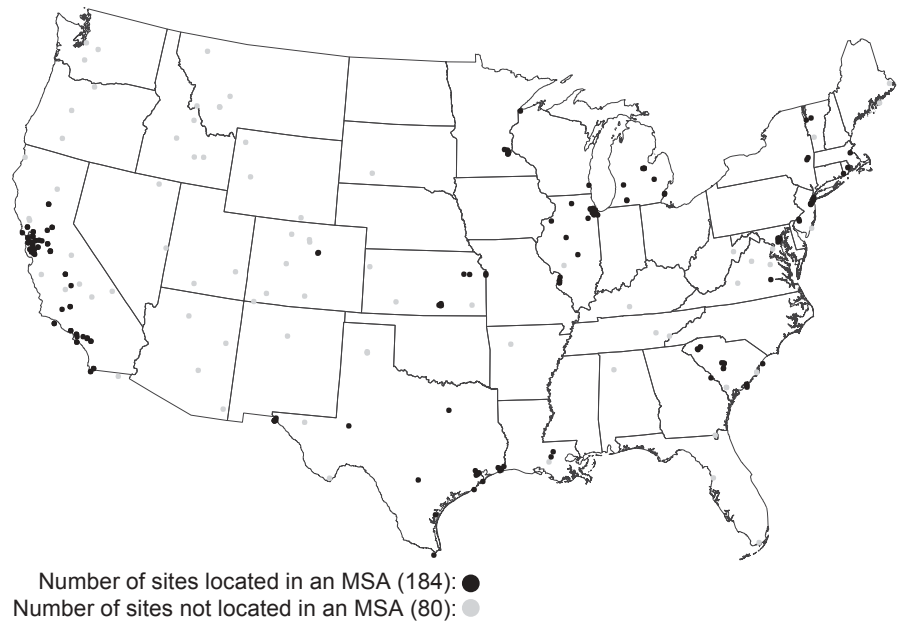 Number of sites located in an MSA (184):
Number of sites not located in an MSA (80):